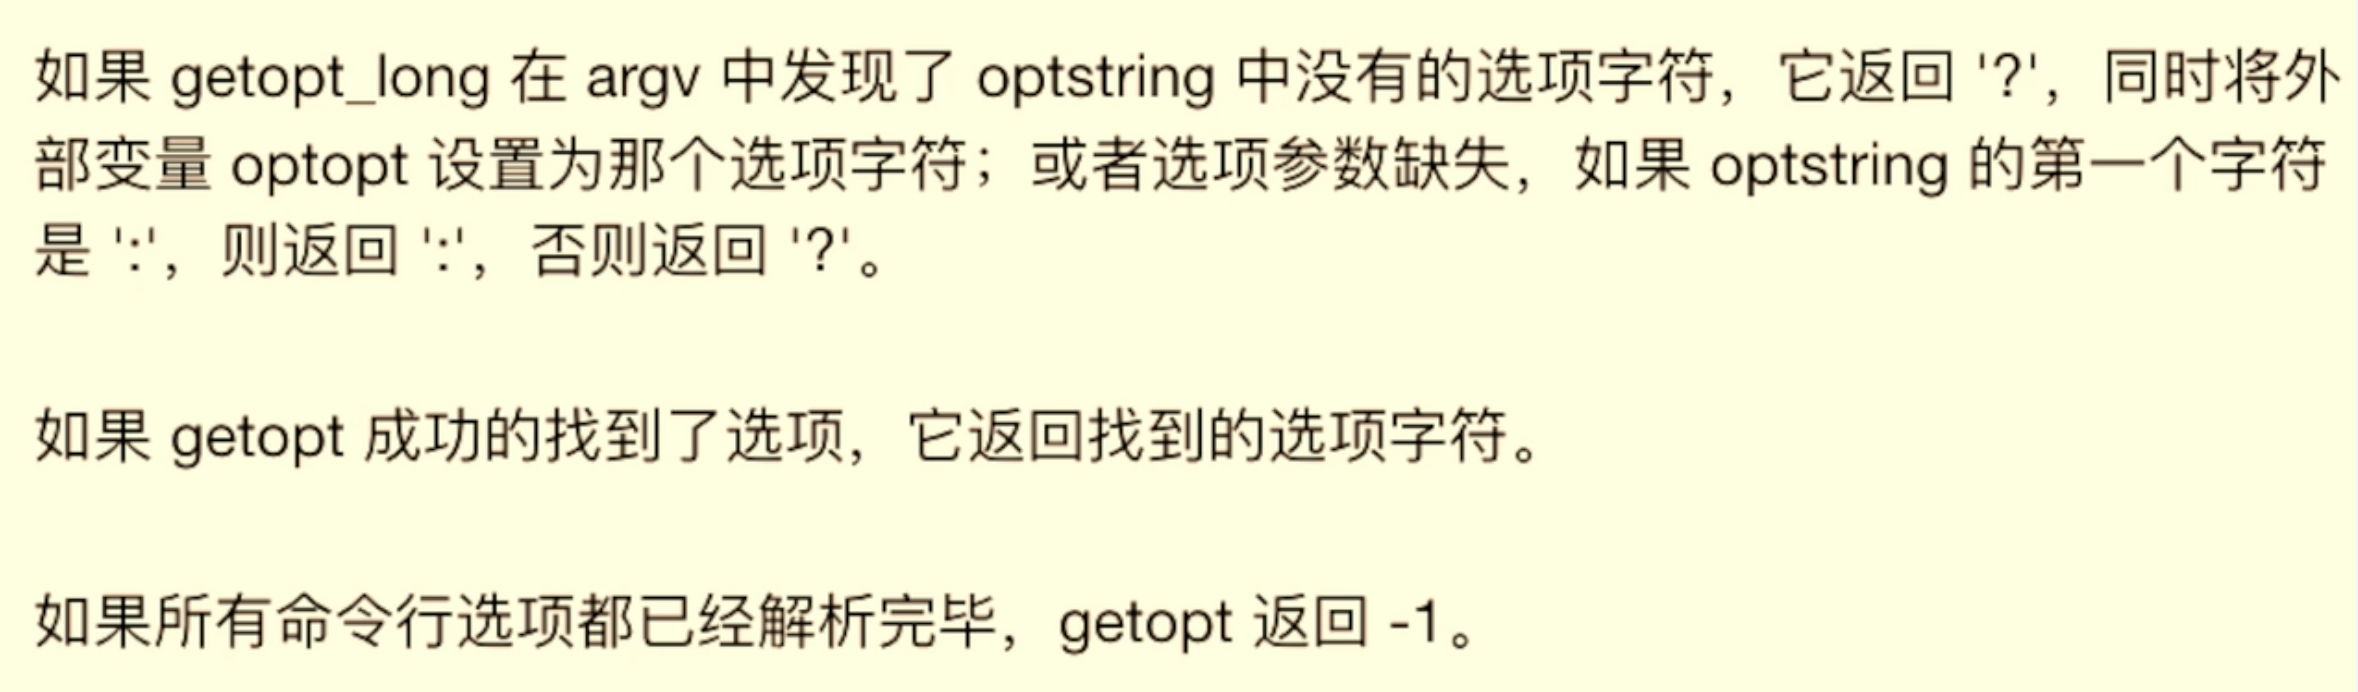 如果 getopt_long 在 argv 中发现了 optstring 中没有的选项字符，它返回 '?'，同时将外
部变量 optopt 设置为那个选项字符；或者选项参数缺失，如果 optstring 的第一个字符
是 ':'，则返回 ':'，否则返回 '?'。
如果 getopt 成功的找到了选项，它返回找到的选项字符。
如果所有命令行选项都已经解析完毕，getopt 返回 -1。